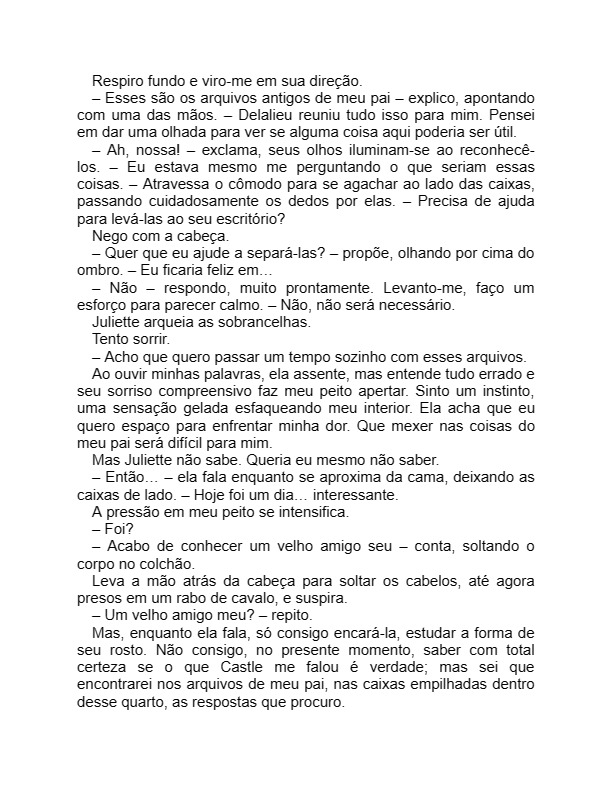 Respiro fundo e viro-me em sua direção.
– Esses são os arquivos antigos de meu pai – explico, apontando
com uma das mãos. – Delalieu reuniu tudo isso para mim. Pensei
em dar uma olhada para ver se alguma coisa aqui poderia ser útil.
– Ah, nossa! – exclama, seus olhos iluminam-se ao reconhecê-
los. – Eu estava mesmo me perguntando o que seriam essas
coisas. – Atravessa o cômodo para se agachar ao lado das caixas,
passando cuidadosamente os dedos por elas. – Precisa de ajuda
para levá-las ao seu escritório?
Nego com a cabeça.
– Quer que eu ajude a separá-las? – propõe, olhando por cima do
ombro. – Eu ficaria feliz em…
– Não – respondo, muito prontamente. Levanto-me, faço um
esforço para parecer calmo. – Não, não será necessário.
Juliette arqueia as sobrancelhas.
Tento sorrir.
– Acho que quero passar um tempo sozinho com esses arquivos.
Ao ouvir minhas palavras, ela assente, mas entende tudo errado e
seu sorriso compreensivo faz meu peito apertar. Sinto um instinto,
uma sensação gelada esfaqueando meu interior. Ela acha que eu
quero espaço para enfrentar minha dor. Que mexer nas coisas do
meu pai será difícil para mim.
Mas Juliette não sabe. Queria eu mesmo não saber.
– Então… – ela fala enquanto se aproxima da cama, deixando as
caixas de lado. – Hoje foi um dia… interessante.
A pressão em meu peito se intensifica.
– Foi?
– Acabo de conhecer um velho amigo seu – conta, soltando o
corpo no colchão.
Leva a mão atrás da cabeça para soltar os cabelos, até agora
presos em um rabo de cavalo, e suspira.
– Um velho amigo meu? – repito.
Mas, enquanto ela fala, só consigo encará-la, estudar a forma de
seu rosto. Não consigo, no presente momento, saber com total
certeza se o que Castle me falou é verdade; mas sei que
encontrarei nos arquivos de meu pai, nas caixas empilhadas dentro
desse quarto, as respostas que procuro.